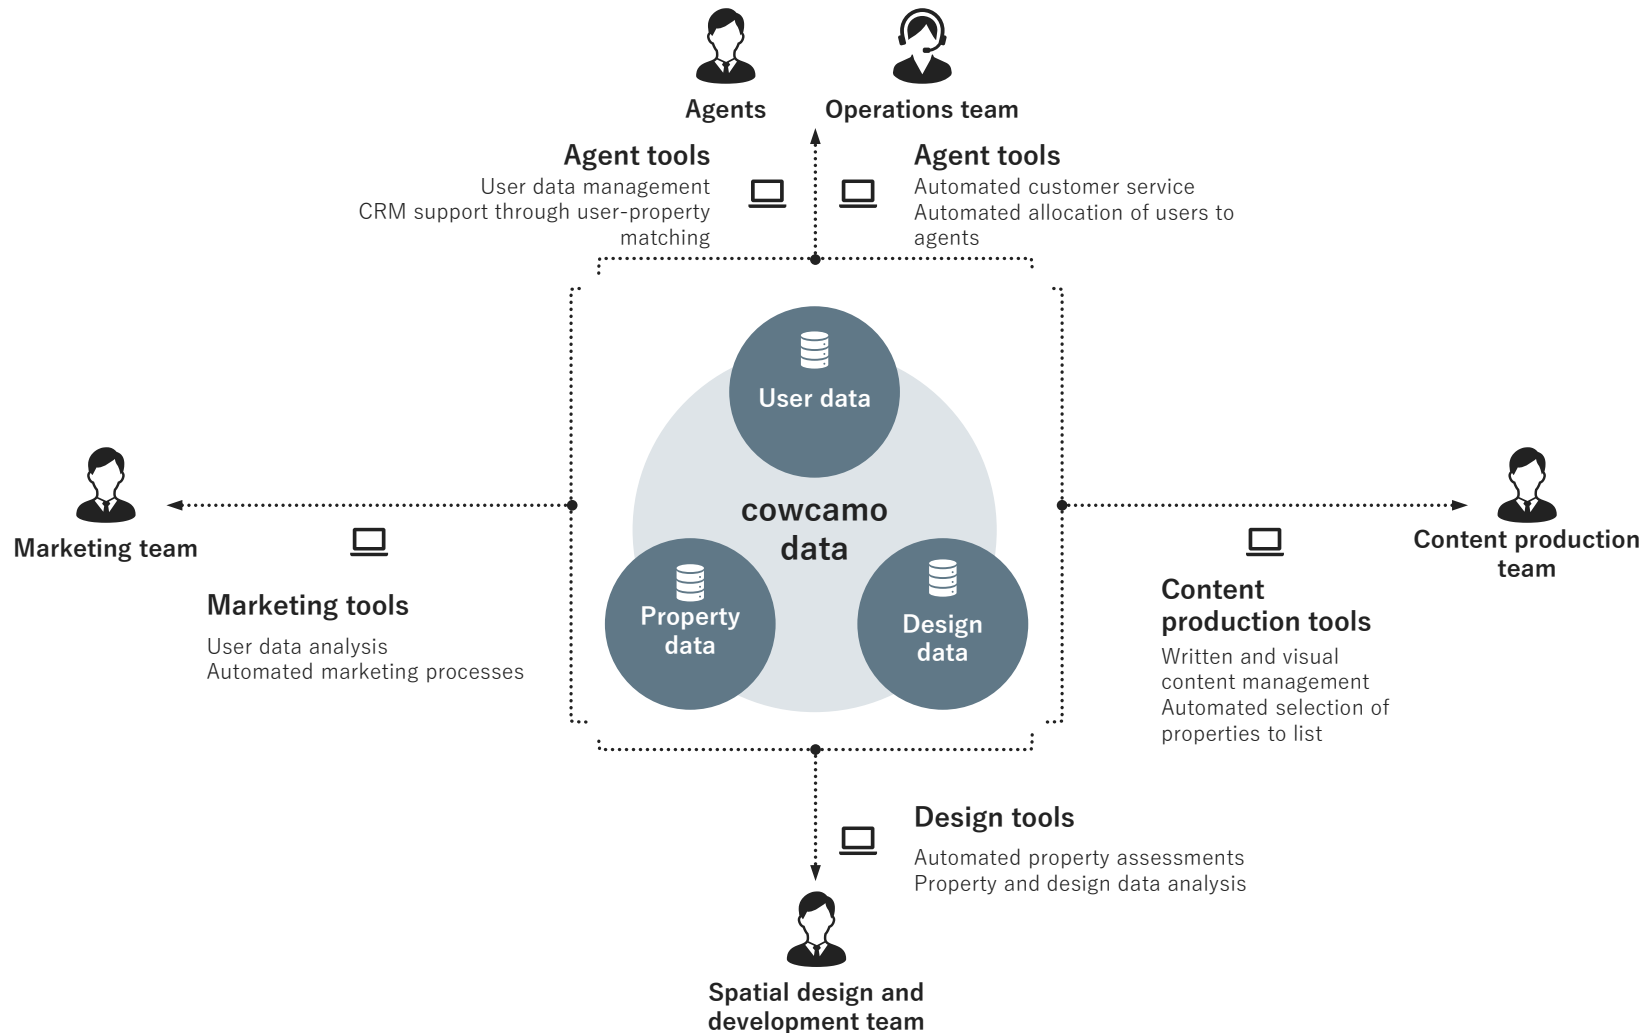 Agents
Operations team
Agent tools
User data management
CRM support through user-property
matching
Agent tools
Automated customer service
Automated allocation of users to
agents
User data
cowcamo
data
Property
data
Design
data
Marketing team
Marketing tools
User data analysis
Automated marketing processes
Content production
team
Content
production tools
Written and visual
content management
Automated selection of
properties to list
Design tools
Automated property assessments
Property and design data analysis
Spatial design and
development team